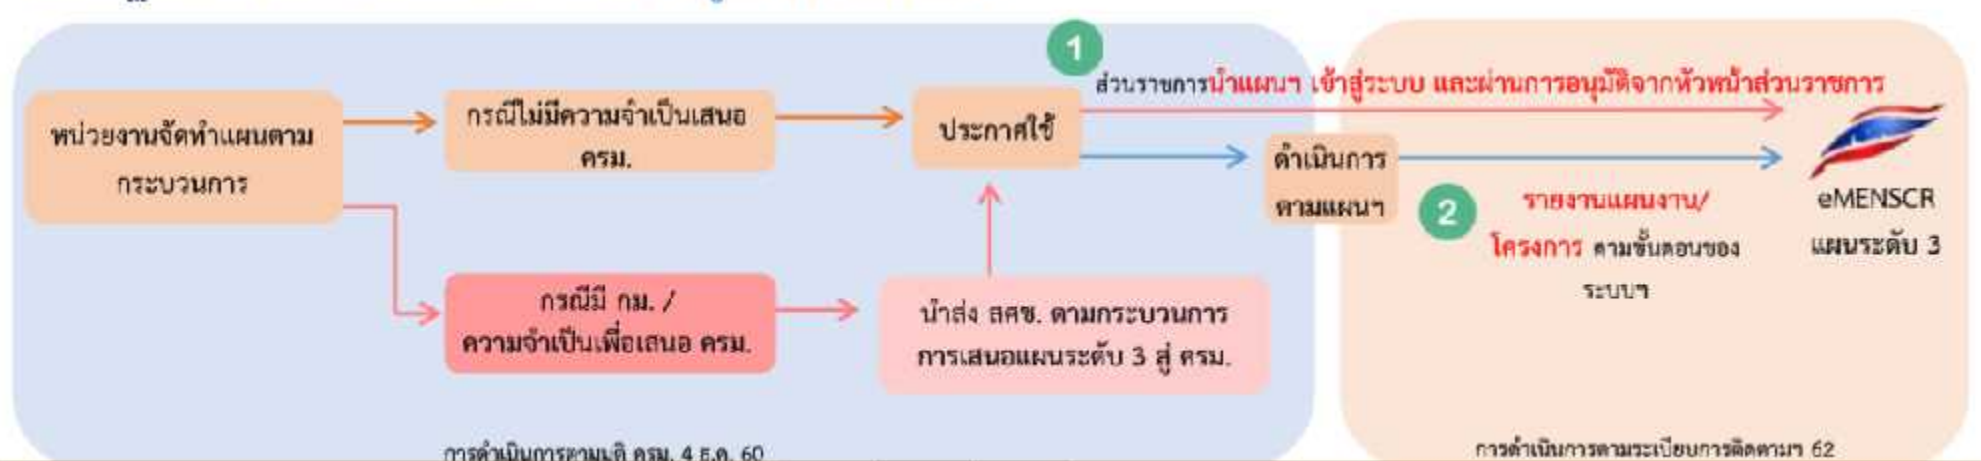 1
ส่วนราชการนำแผนฯ เข้าสู่ระบบ และผ่านการอนุมัติจากหัวหน้าส่วนราชการ
หน่วยงานจัดทำแผนตาม
กระบวนการ
กรณีไม่มีความจำเป็นเสนอ
ครม.
ประกาศใช้
ดำเนินการ
ตามแผนฯ
2
รายงานแผนงาน/
โครงการ ตามขั้นตอนของ
ระบบฯ
eMENSCR
แผนระดับ 3
กรณีมี กม. /
ความจำเป็นเพื่อเสนอ ครม.
นำส่ง สศช. ตามกระบวนการ
การเสนอแผนระดับ 3 สู่ ครม.
การดำเนินการตามมติ ครม. 4 ธ.ค. 60
การดำเนินการตามระเบียบการติดตามฯ 62